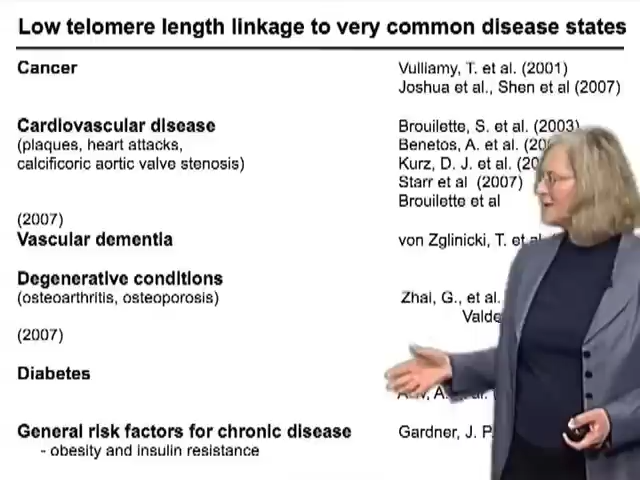 Low telomere length linkage to very common disease states
Cancer
Vulliamy, T. et al. (2001)
Joshua et al., Shen et al (2007)
Cardiovascular disease
(plaques, heart attacks,
calcificoric aortic valve stenosis)
Brouilette, S. et al. (2003)
Benetos, A. et al.
Kurz, D. J. et al.
Starr et al (2007)
Brouilette et al
(2007)
Vascular dementia
von Zglinicki, T. et al.
Degenerative conditions
(osteoarthritis, osteoporosis)
Zhai, G., et al.
(2007)
Diabetes
General risk factors for chronic disease
- obesity and insulin resistance
Gardner, J. P.